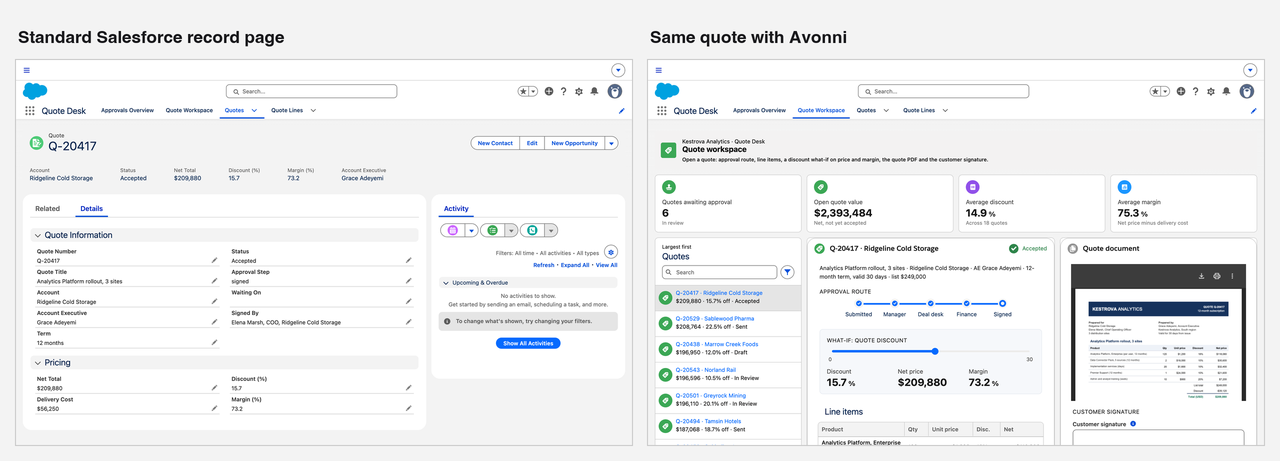 Standard Salesforce record page
Search...
Quote Desk
Approvals Overview
Quote Workspace
Quotes
Quote Lines
Quote
Q-20417
New Contact
Edit
New Opportunity
Account
Status
Net Total
Discount (%)
Margin (%)
Account Executive
Ridgeline Cold Storage
Accepted
$209,880
15.7
73.2
Grace Adeyemi
Related
Details
Quote Information
Quote Number
Status
Q-20417
Accepted
Quote Title
Approval Step
Analytics Platform rollout, 3 sites
signed
Account
Waiting On
Ridgeline Cold Storage
Account Executive
Signed By
Grace Adeyemi
Elena Marsh, COO, Ridgeline Cold Storage
Term
12 months
Pricing
Net Total
Discount (%)
$209,880
15.7
Delivery Cost
Margin (%)
$56,250
73.2
Activity
Filters: All time • All activities • All types
Refresh • Expand All • View All
Upcoming & Overdue
No activities to show.
Get started by sending an email, scheduling a task, and more.
To change what's shown, try changing your filters.
Show All Activities
Same quote with Avonni
Search...
Quote Desk
Approvals Overview
Quote Workspace
Quotes
Quote Lines
Kestrova Analytics · Quote Desk
Quote workspace
Open a quote: approval route, line items, a discount what-if on price and margin, the quote PDF and the customer signature.
Quotes awaiting approval
6
In review
Open quote value
$2,393,484
Net, not yet accepted
Average discount
14.9 %
Across 18 quotes
Average margin
75.3 %
Net price minus delivery cost
Largest first
Quotes
Search
Q-20417 · Ridgeline Cold Storage
$209,880 · 15.7% off · Accepted
Q-20529 · Sablewood Pharma
$208,764 · 22.5% off · Sent
Q-20438 · Marrow Creek Foods
$196,950 · 12.0% off · Draft
Q-20543 · Norland Rail
$196,596 · 10.5% off · In Review
Q-20501 · Greyrock Mining
$196,110 · 20.1% off · In Review
Q-20494 · Tamsin Hotels
$187,068 · 18.7% off · Sent
Q-20417 · Ridgeline Cold Storage
Accepted
Analytics Platform rollout, 3 sites · Ridgeline Cold Storage · AE Grace Adeyemi · 12-
month term, valid 30 days · list $249,000
APPROVAL ROUTE
Submitted
Manager
Deal desk
Finance
Signed
WHAT-IF: QUOTE DISCOUNT
0
30
Discount
Net price
Margin
15.7 %
$209,880
73.2 %
Line items
Product
Qty
Unit price
Disc.
Net
Analytics Platform, Enterprise
Quote document
KESTROVA ANALYTICS
Analytics Platform rollout, 3 sites
CUSTOMER SIGNATURE
Customer signature